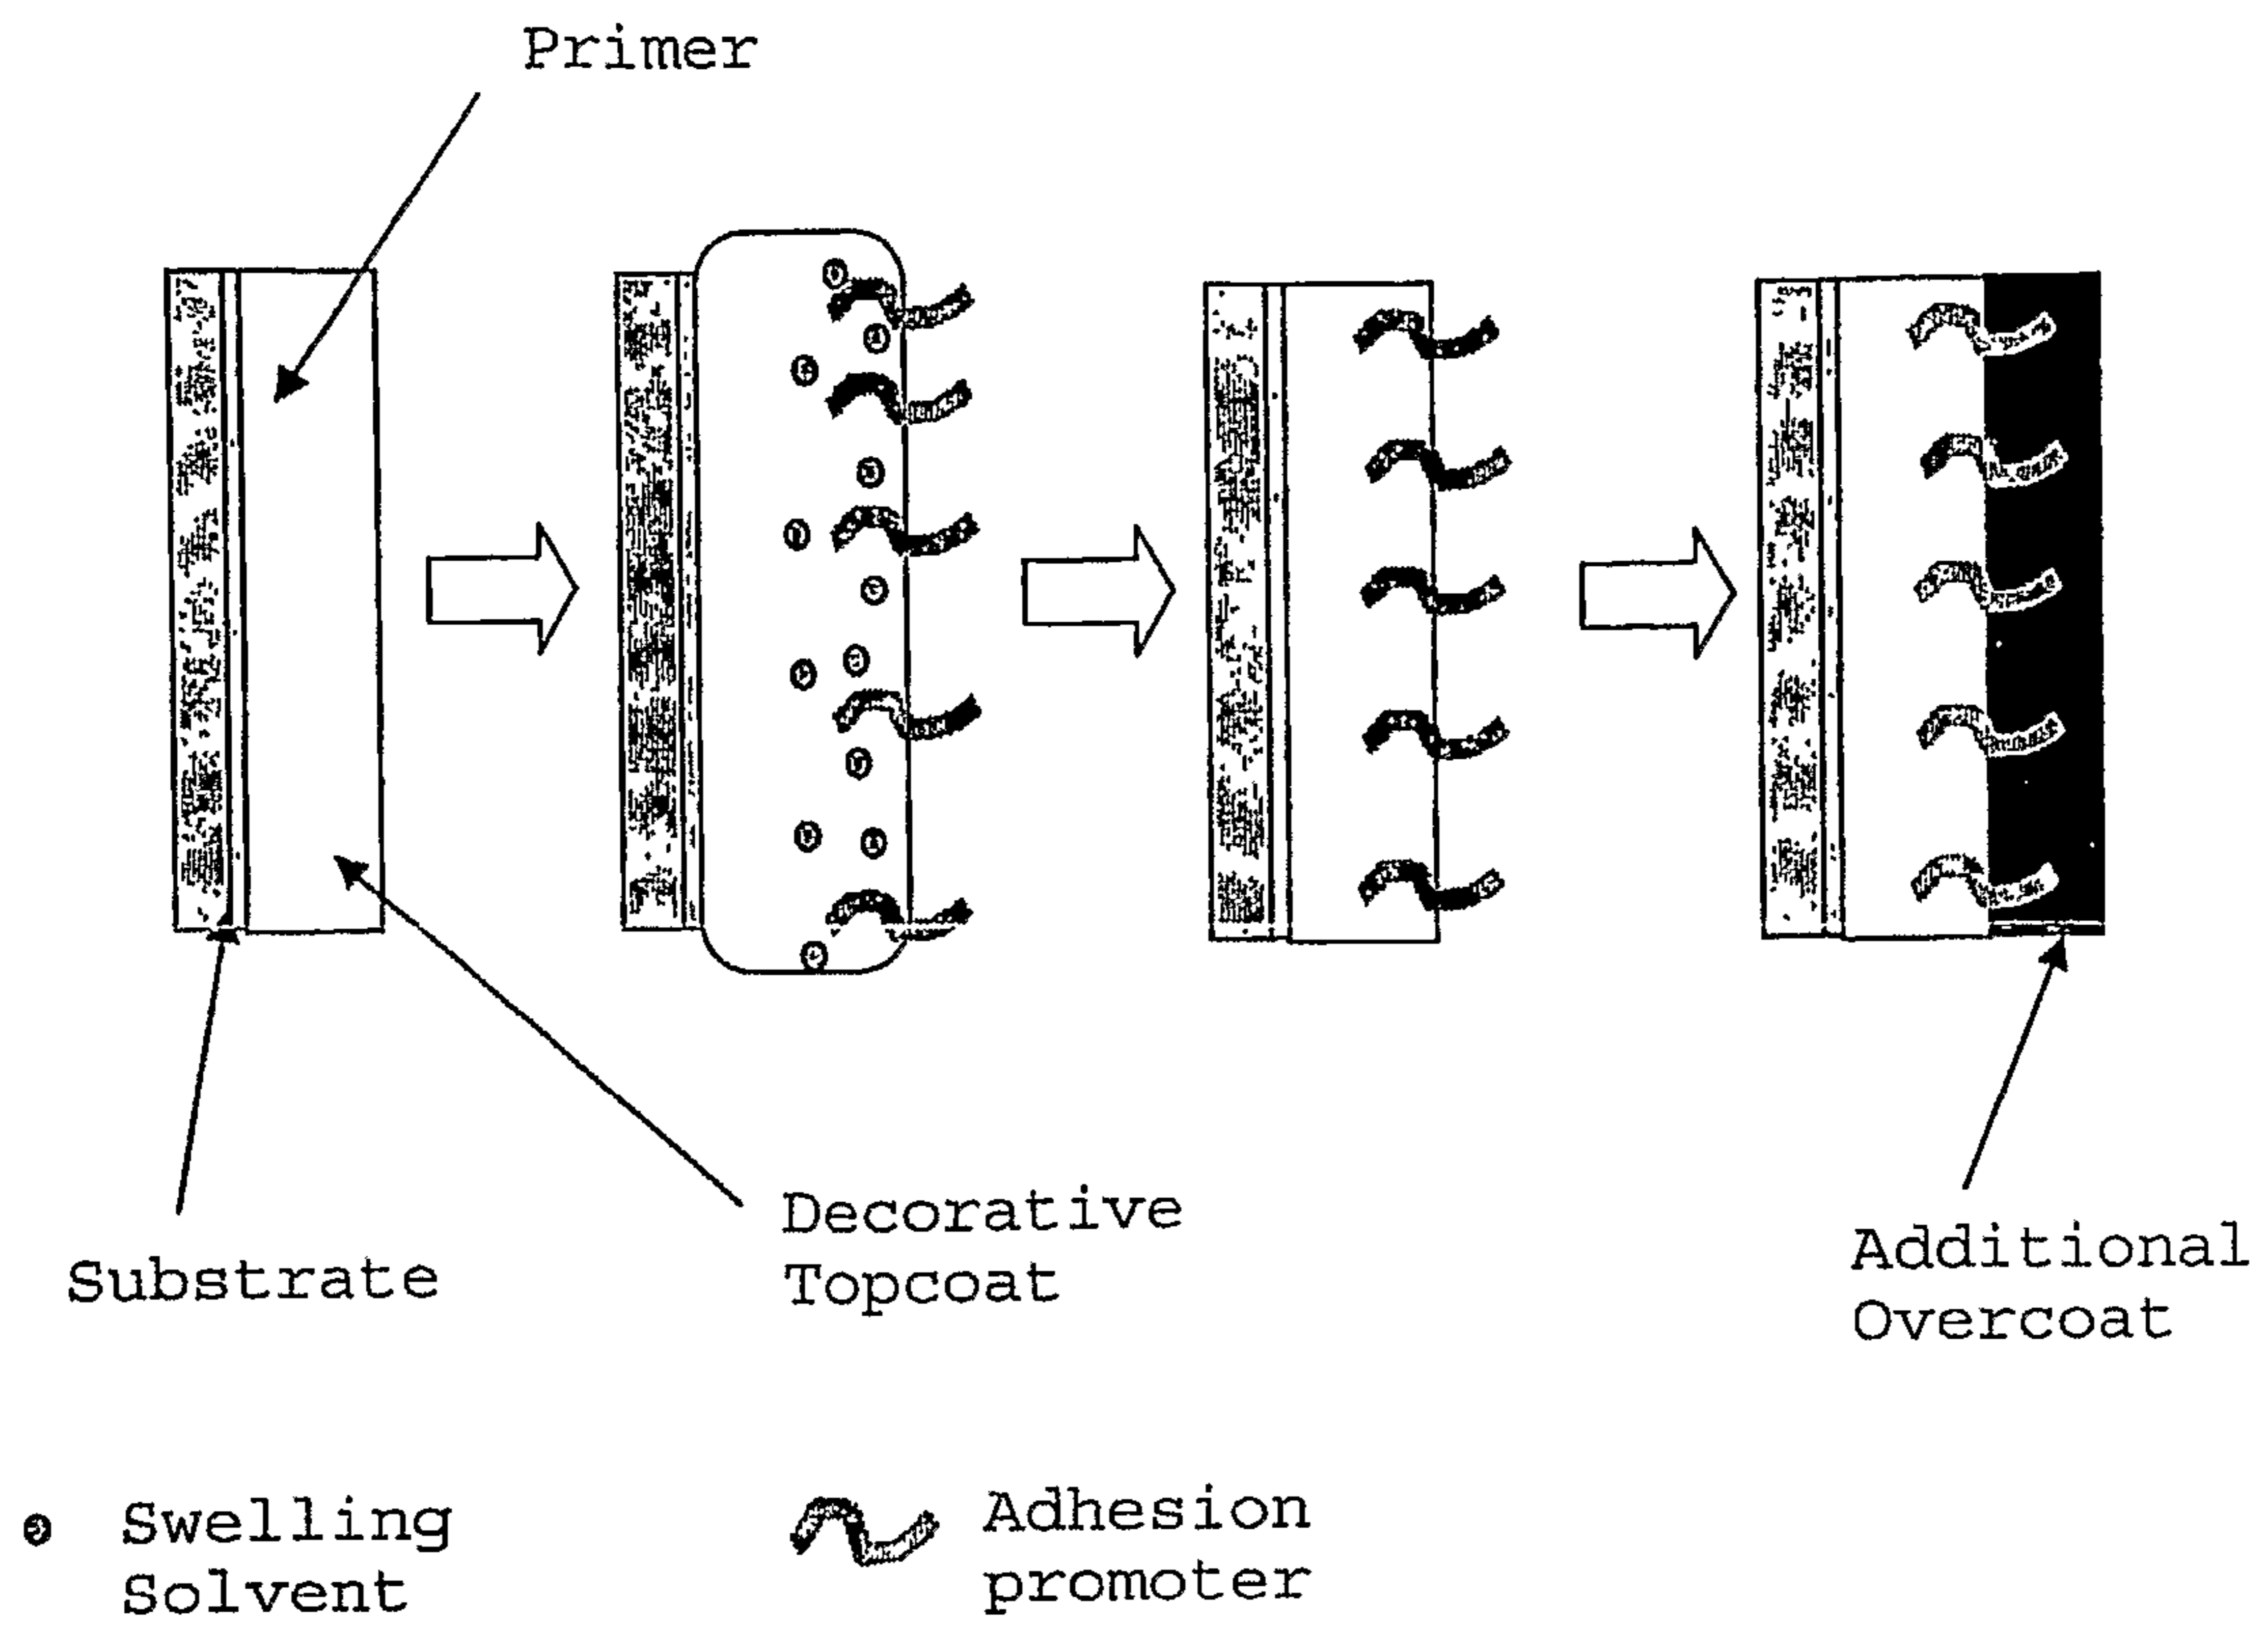 Primer
Substrate
Decorative
Topcoat
Additional
Overcoat
Swelling
Solvent
Adhesion
promoter